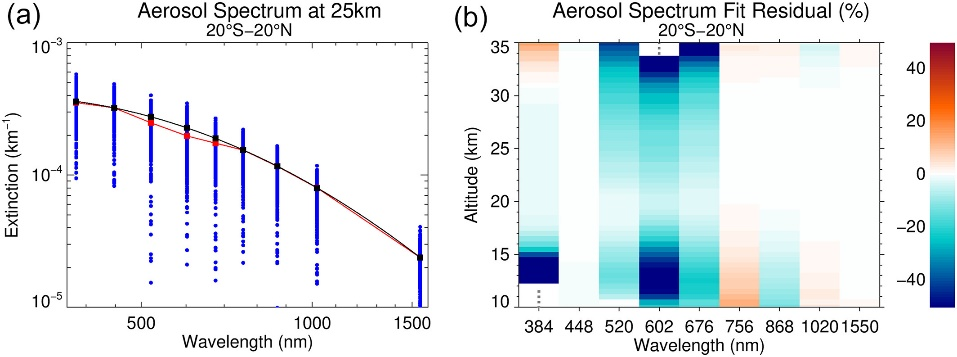 (a)
Aerosol Spectrum at 25km
20°S−20°N
10−3
10−4
10−5
Extinction (km−1)
500 1000 1500
Wavelength (nm)
(b)
Aerosol Spectrum Fit Residual (%)
20°S−20°N
35
30
25
20
15
10
Altitude (km)
384 448 520 602 676 756 868 1020 1550
Wavelength (nm)
40
20
0
−20
−40